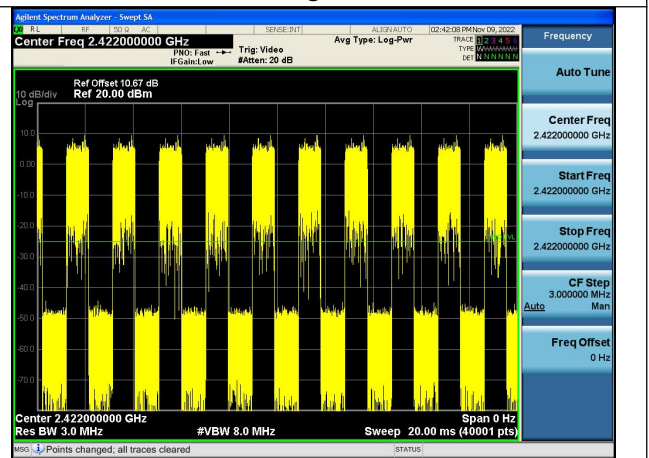 Agilent Spectrum Analyzer - Swept SA
RL RF 50 Ω AC SENSE:INT ALIGN AUTO 02:42:08 PM Nov 09, 2022
Center Freq 2.422000000 GHz
PNO: Fast
IFGain:Low
Trig: Video
#Atten: 20 dB
Avg Type: Log-Pwr
TRACE 1 2 3 4 5 6
TYPE
DET N N N N N N
Ref Offset 10.67 dB
10 dB/div Ref 20.00 dBm
Log
10.0
0.00
-10.0
-20.0
-30.0
-40.0
-50.0
-60.0
-70.0
Center 2.422000000 GHz Span 0 Hz
Res BW 3.0 MHz #VBW 8.0 MHz Sweep 20.00 ms (40001 pts)
MSG Points changed; all traces cleared STATUS
Frequency
Auto Tune
Center Freq
2.422000000 GHz
Start Freq
2.422000000 GHz
Stop Freq
2.422000000 GHz
CF Step
3.000000 MHz
Auto Man
Freq Offset
0 Hz